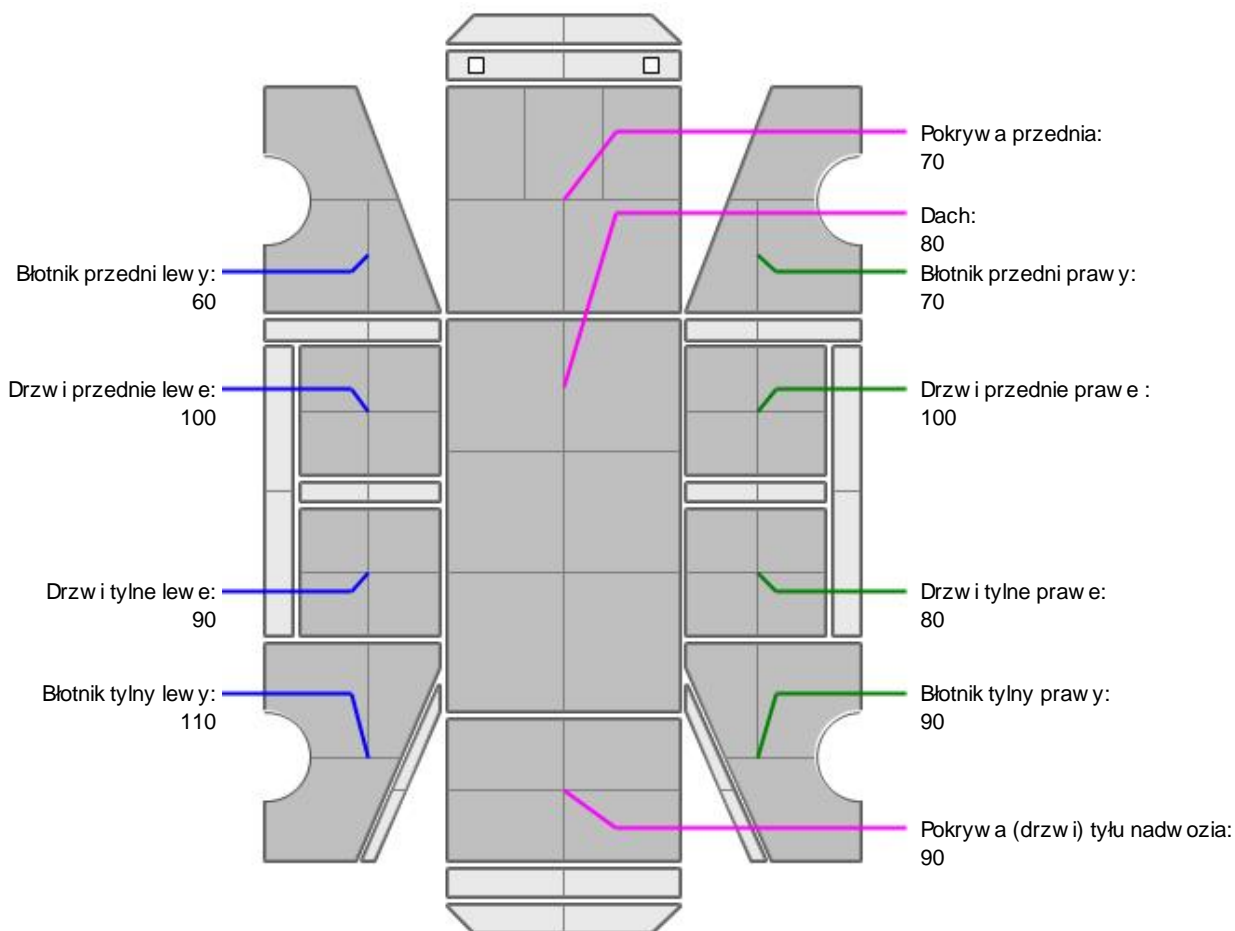 Pokrywa przednia:
70
Dach:
80
Błotnik przedni lewy:
60
Błotnik przedni prawy:
70
Drzwi przednie lewe:
100
Drzwi przednie prawe :
100
Drzwi tylne lewe:
90
Drzwi tylne prawe:
80
Błotnik tylny lewy:
110
Błotnik tylny prawy:
90
Pokrywa (drzwi) tyłu nadwozia:
90